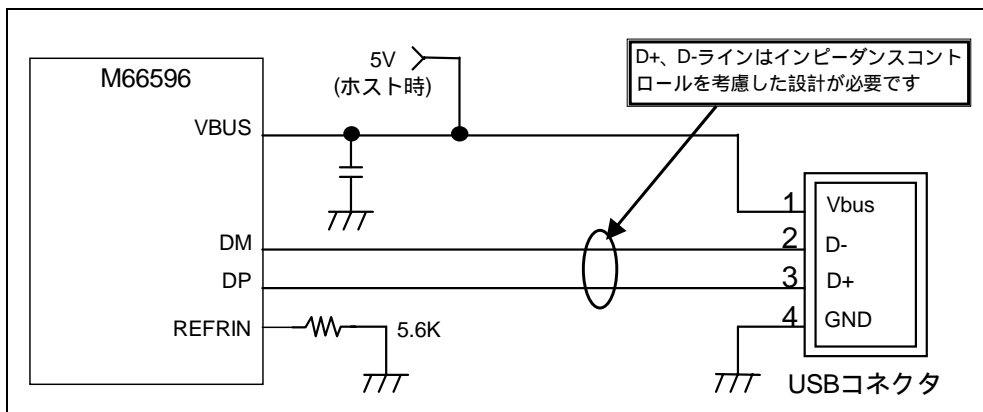 M66596
5V
(ホスト時)
D+、D-ラインはインピーダンスコント
ロールを考慮した設計が必要です
VBUS
1
Vbus
DM
2
D-
DP
3
D+
REFRIN
5.6K
4
GND
USBコネクタ